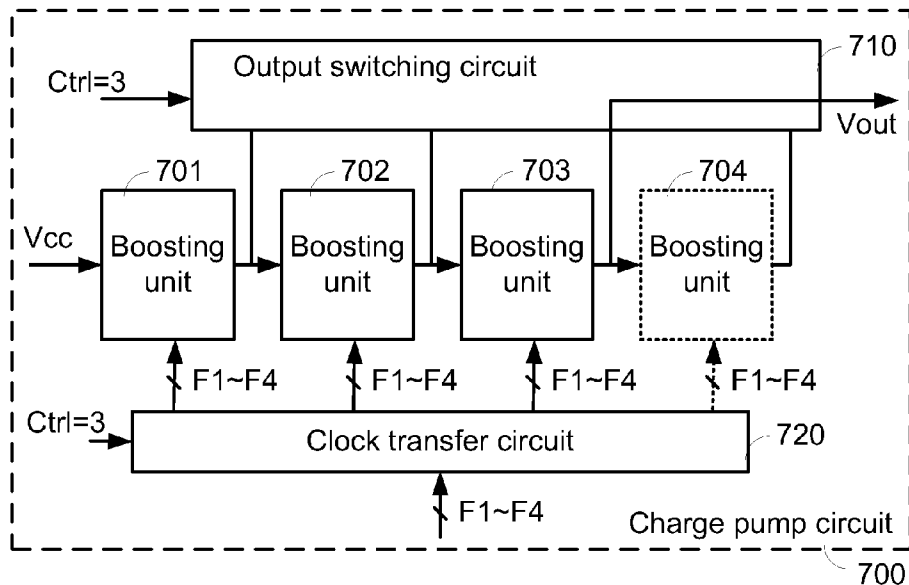 710
Output switching circuit
Ctrl=3
Vout
701
702
703
704
Vcc
Boosting unit
Boosting unit
Boosting unit
Boosting unit
F1~F4
F1~F4
F1~F4
F1~F4
Ctrl=3
Clock transfer circuit
720
F1~F4
Charge pump circuit
700